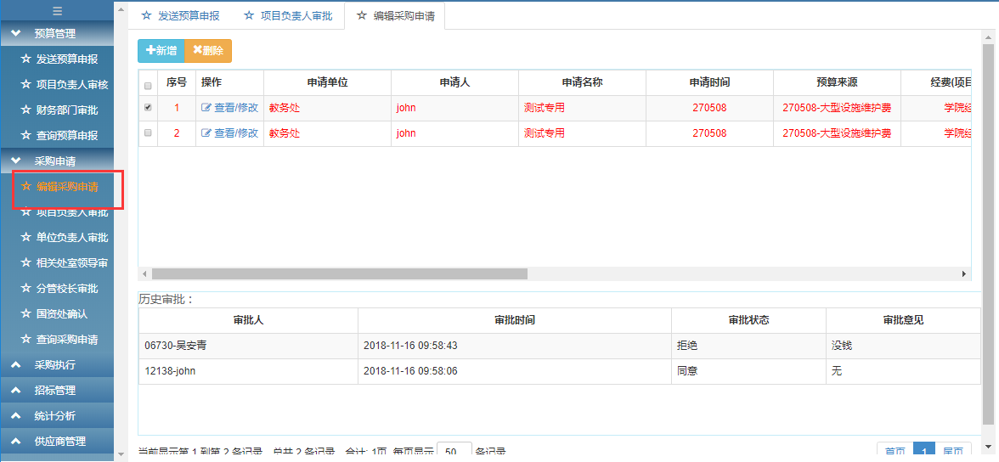 预算管理
发送预算申报
项目负责人审核
财务部门审批
查询预算申报
采购申请
编辑采购申请
项目负责人审批
单位负责人审批
相关处室领导审
分管校长审批
国资处确认
查询采购申请
采购执行
招标管理
统计分析
供应商管理
发送预算申报 项目负责人审批 编辑采购申请
新增 删除
序号 操作 申请单位 申请人 申请名称 申请时间 预算来源 经费(项目
1 查看/修改 教务处 john 测试专用 270508 270508-大型设施维护费 学院经
2 查看/修改 教务处 john 测试专用 270508 270508-大型设施维护费 学院经
历史审批：
审批人 审批时间 审批状态 审批意见
06730-吴安青 2018-11-16 09:58:43 拒绝 没钱
12138-john 2018-11-16 09:58:06 同意 无
当前显示第 1 到第 2 条记录 总共 2 条记录 合计: 1页 每页显示 50 条记录 首页 1 尾页